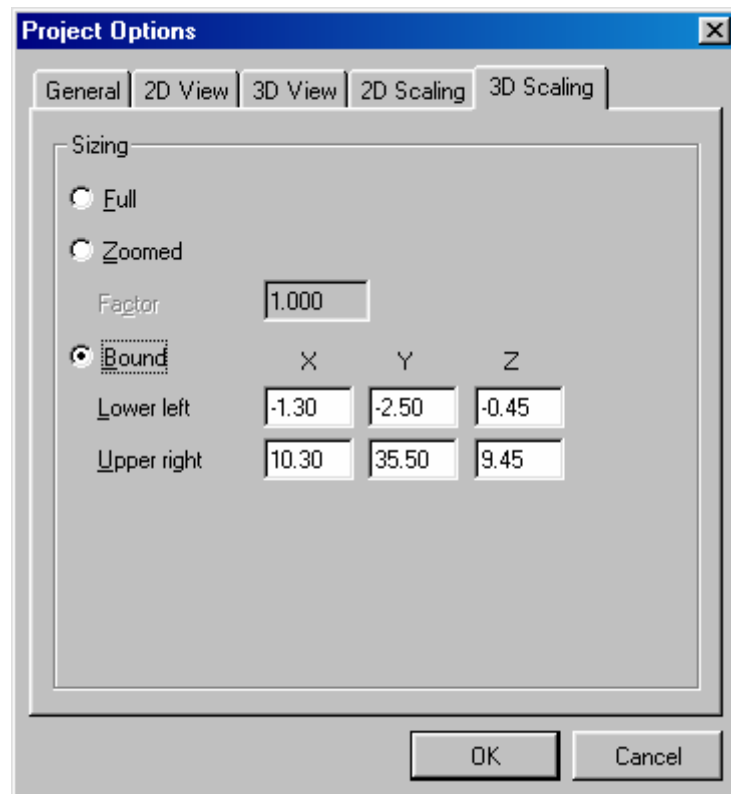 Project Options
General 2D View 3D View 2D Scaling 3D Scaling
Sizing
Full
Zoomed
Factor 1.000
Bound X Y Z
Lower left -1.30 -2.50 -0.45
Upper right 10.30 35.50 9.45
OK Cancel